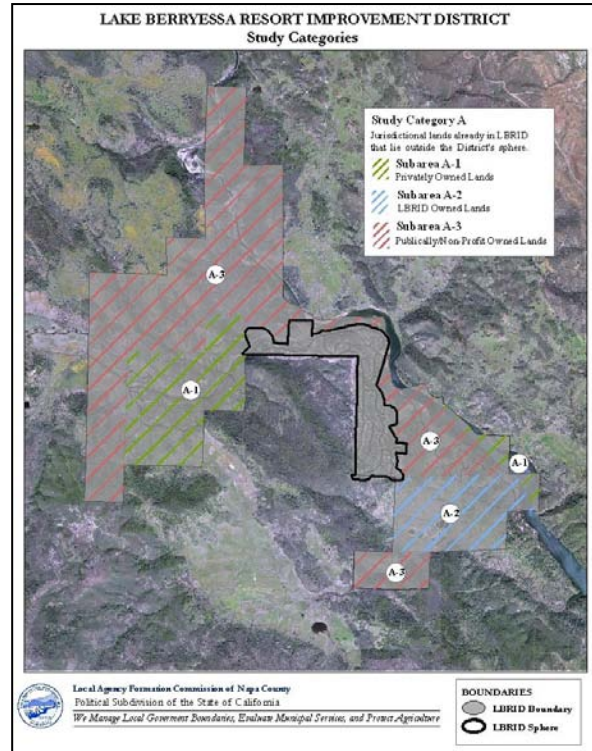 LAKE BERRYESSA RESORT IMPROVEMENT DISTRICT
Study Categories
Study Category A
Jurisdictional lands already in LBRID
that lie outside the District's sphere.
Subarea A-1
Privately Owned Lands
Subarea A-2
LBRID Owned Lands
Subarea A-3
Publically/Non-Profit Owned Lands
A-3
A-1
A-3
A-1
A-2
A-3
Local Agency Formation Commission of Napa County
Political Subdivision of the State of California
We Manage Local Goverment Boundaries, Evaluate Municipal Services, and Protect Agriculture
BOUNDARIES
LBRID Boundary
LBRID Sphere